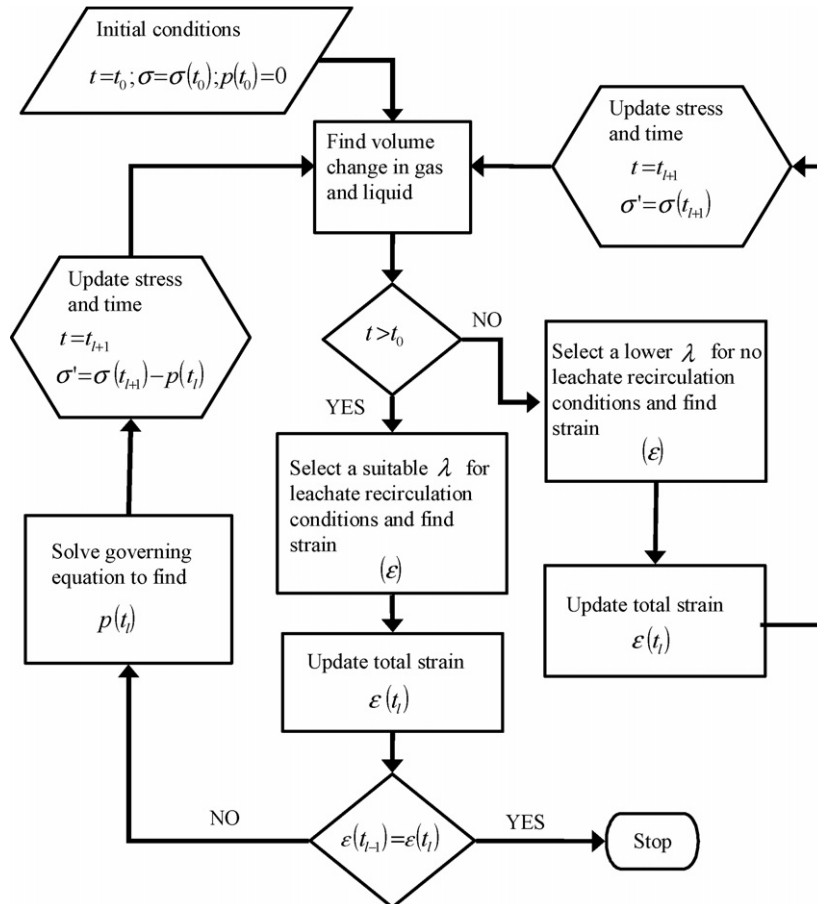 Initial conditions
t=t₀;σ=σ(t₀);p(t₀)=0
Find volume
change in gas
and liquid
Update stress
and time
t=tₗ₊₁
σ'=σ(tₗ₊₁)
Update stress
and time
t=tₗ₊₁
σ'=σ(tₗ₊₁)−p(tₗ)
t>t₀
NO
YES
Select a lower λ for no
leachate recirculation
conditions and find
strain
(ε)
Select a suitable λ for
leachate recirculation
conditions and find
strain
(ε)
Solve governing
equation to find
p(tₗ)
Update total strain
ε(tₗ)
Update total strain
ε(tₗ)
NO
ε(tₗ₋₁)=ε(tₗ)
YES
Stop